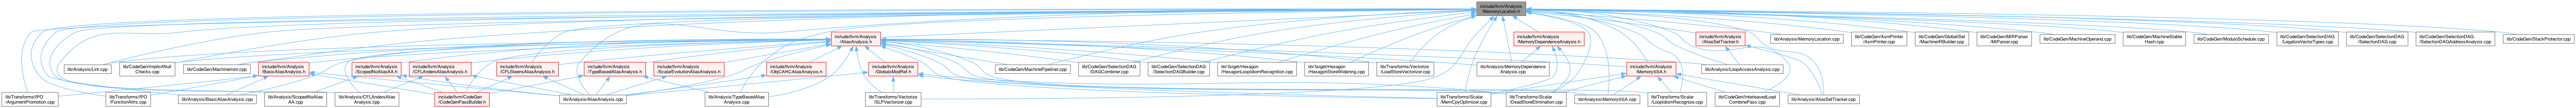 include/llvm/Analysis
/MemoryLocation.h
include/llvm/Analysis
/AliasAnalysis.h
include/llvm/Analysis
/MemoryDependenceAnalysis.h
include/llvm/Analysis
/AliasSetTracker.h
lib/Analysis/MemoryLocation.cpp
lib/CodeGen/AsmPrinter
/AsmPrinter.cpp
lib/CodeGen/GlobalISel
/MachineIRBuilder.cpp
lib/CodeGen/MIRParser
/MIParser.cpp
lib/CodeGen/MachineOperand.cpp
lib/CodeGen/MachineStable
Hash.cpp
lib/CodeGen/ModuloSchedule.cpp
lib/CodeGen/SelectionDAG
/LegalizeVectorTypes.cpp
lib/CodeGen/SelectionDAG
/SelectionDAG.cpp
lib/CodeGen/SelectionDAG
/SelectionDAGAddressAnalysis.cpp
lib/CodeGen/StackProtector.cpp
lib/Analysis/Lint.cpp
lib/CodeGen/ImplicitNull
Checks.cpp
lib/CodeGen/MachineInstr.cpp
include/llvm/Analysis
/BasicAliasAnalysis.h
include/llvm/Analysis
/ScopedNoAliasAA.h
include/llvm/Analysis
/CFLAndersAliasAnalysis.h
include/llvm/Analysis
/CFLSteensAliasAnalysis.h
include/llvm/Analysis
/TypeBasedAliasAnalysis.h
include/llvm/Analysis
/ScalarEvolutionAliasAnalysis.h
include/llvm/Analysis
/ObjCARCAliasAnalysis.h
include/llvm/Analysis
/GlobalsModRef.h
lib/CodeGen/MachinePipeliner.cpp
lib/CodeGen/SelectionDAG
/DAGCombiner.cpp
lib/CodeGen/SelectionDAG
/SelectionDAGBuilder.cpp
lib/Target/Hexagon
/HexagonLoopIdiomRecognition.cpp
lib/Target/Hexagon
/HexagonStoreWidening.cpp
lib/Transforms/Vectorize
/LoadStoreVectorizer.cpp
lib/Analysis/MemoryDependence
Analysis.cpp
include/llvm/Analysis
/MemorySSA.h
lib/Analysis/LoopAccessAnalysis.cpp
lib/Transforms/IPO
/ArgumentPromotion.cpp
lib/Transforms/IPO
/FunctionAttrs.cpp
lib/Analysis/BasicAliasAnalysis.cpp
lib/Analysis/ScopedNoAlias
AA.cpp
lib/Analysis/CFLAndersAlias
Analysis.cpp
include/llvm/CodeGen
/CodeGenPassBuilder.h
lib/Analysis/AliasAnalysis.cpp
lib/Analysis/TypeBasedAlias
Analysis.cpp
lib/Transforms/Vectorize
/SLPVectorizer.cpp
lib/Transforms/Scalar
/MemCpyOptimizer.cpp
lib/Transforms/Scalar
/DeadStoreElimination.cpp
lib/Analysis/MemorySSA.cpp
lib/Transforms/Scalar
/LoopIdiomRecognize.cpp
lib/CodeGen/InterleavedLoad
CombinePass.cpp
lib/Analysis/AliasSetTracker.cpp